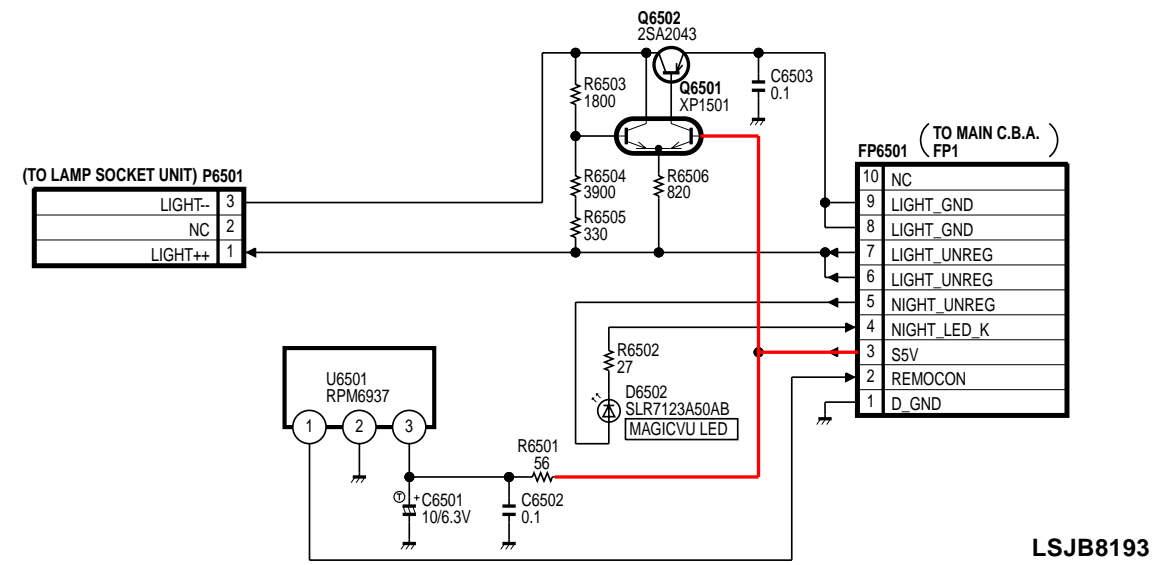 Q6502
2SA2043
R6503
1800
Q6501
XP1501
C6503
0.1
(TO MAIN C.B.A.)
FP6501 FP1
(TO LAMP SOCKET UNIT) P6501
LIGHT-- 3
NC 2
LIGHT++ 1
R6504
3900
R6505
330
R6506
820
10 NC
9 LIGHT_GND
8 LIGHT_GND
7 LIGHT_UNREG
6 LIGHT_UNREG
5 NIGHT_UNREG
4 NIGHT_LED_K
3 S5V
2 REMOCON
1 D_GND
R6502
27
D6502
SLR7123A50AB
MAGICVU LED
U6501
RPM6937
1 2 3
R6501
56
T + C6501
10/6.3V
C6502
0.1
LSJB8193